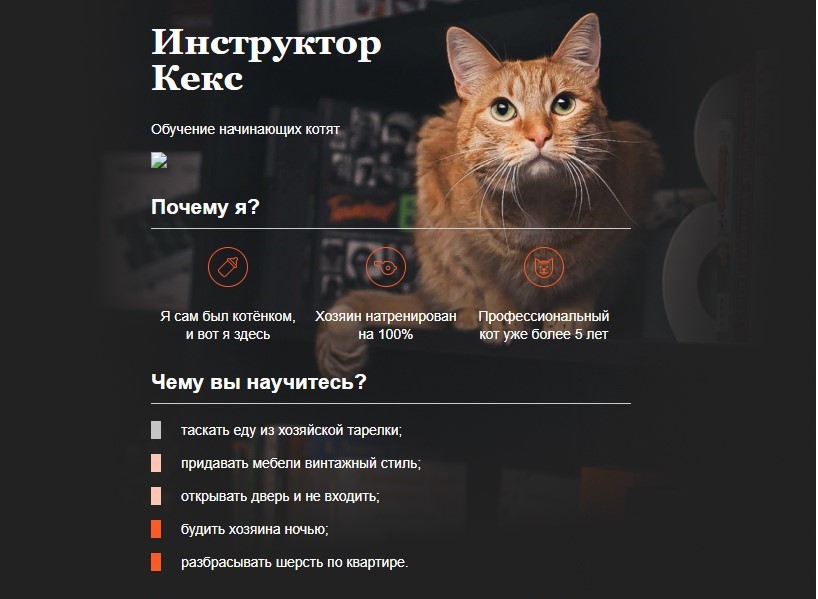 Инструктор
Кекс
Обучение начинающих котят
Почему я?
Я сам был котёнком,
и вот я здесь
Хозяин натренирован
на 100%
Профессиональный
кот уже более 5 лет
Чему вы научитесь?
таскать еду из хозяйской тарелки;
придавать мебели винтажный стиль;
открывать дверь и не входить;
будить хозяина ночью;
разбрасывать шерсть по квартире.